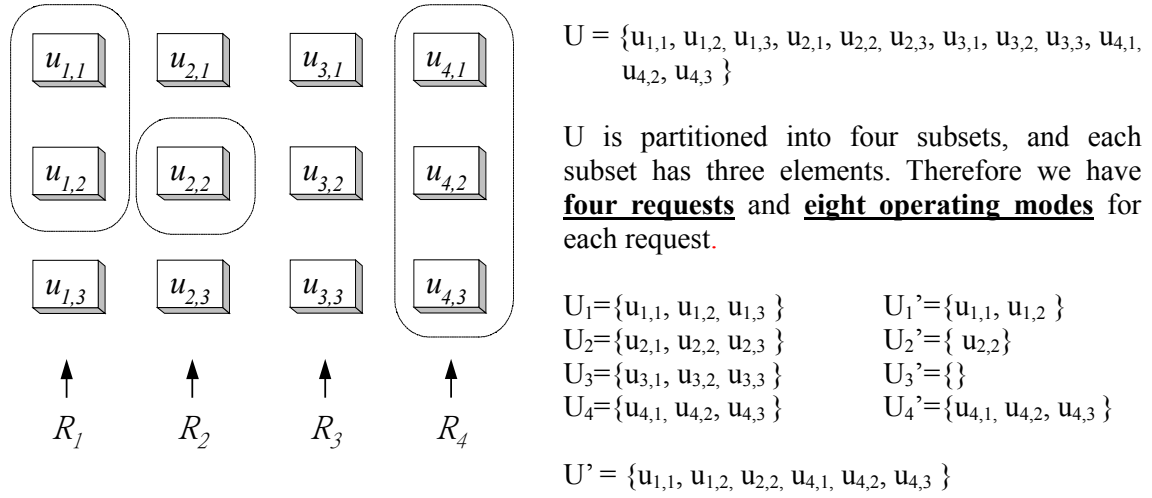 u1,1 u2,1 u3,1 u4,1
u1,2 u2,2 u3,2 u4,2
u1,3 u2,3 u3,3 u4,3
R1 R2 R3 R4
U = {u1,1, u1,2, u1,3, u2,1, u2,2, u2,3, u3,1, u3,2, u3,3, u4,1,
u4,2, u4,3 }
U is partitioned into four subsets, and each
subset has three elements. Therefore we have
four requests and eight operating modes for
each request.
U1={u1,1, u1,2, u1,3 } U1’={u1,1, u1,2 }
U2={u2,1, u2,2, u2,3 } U2’={ u2,2}
U3={u3,1, u3,2, u3,3 } U3’={}
U4={u4,1, u4,2, u4,3 } U4’={u4,1, u4,2, u4,3 }
U’ = {u1,1, u1,2, u2,2, u4,1, u4,2, u4,3 }